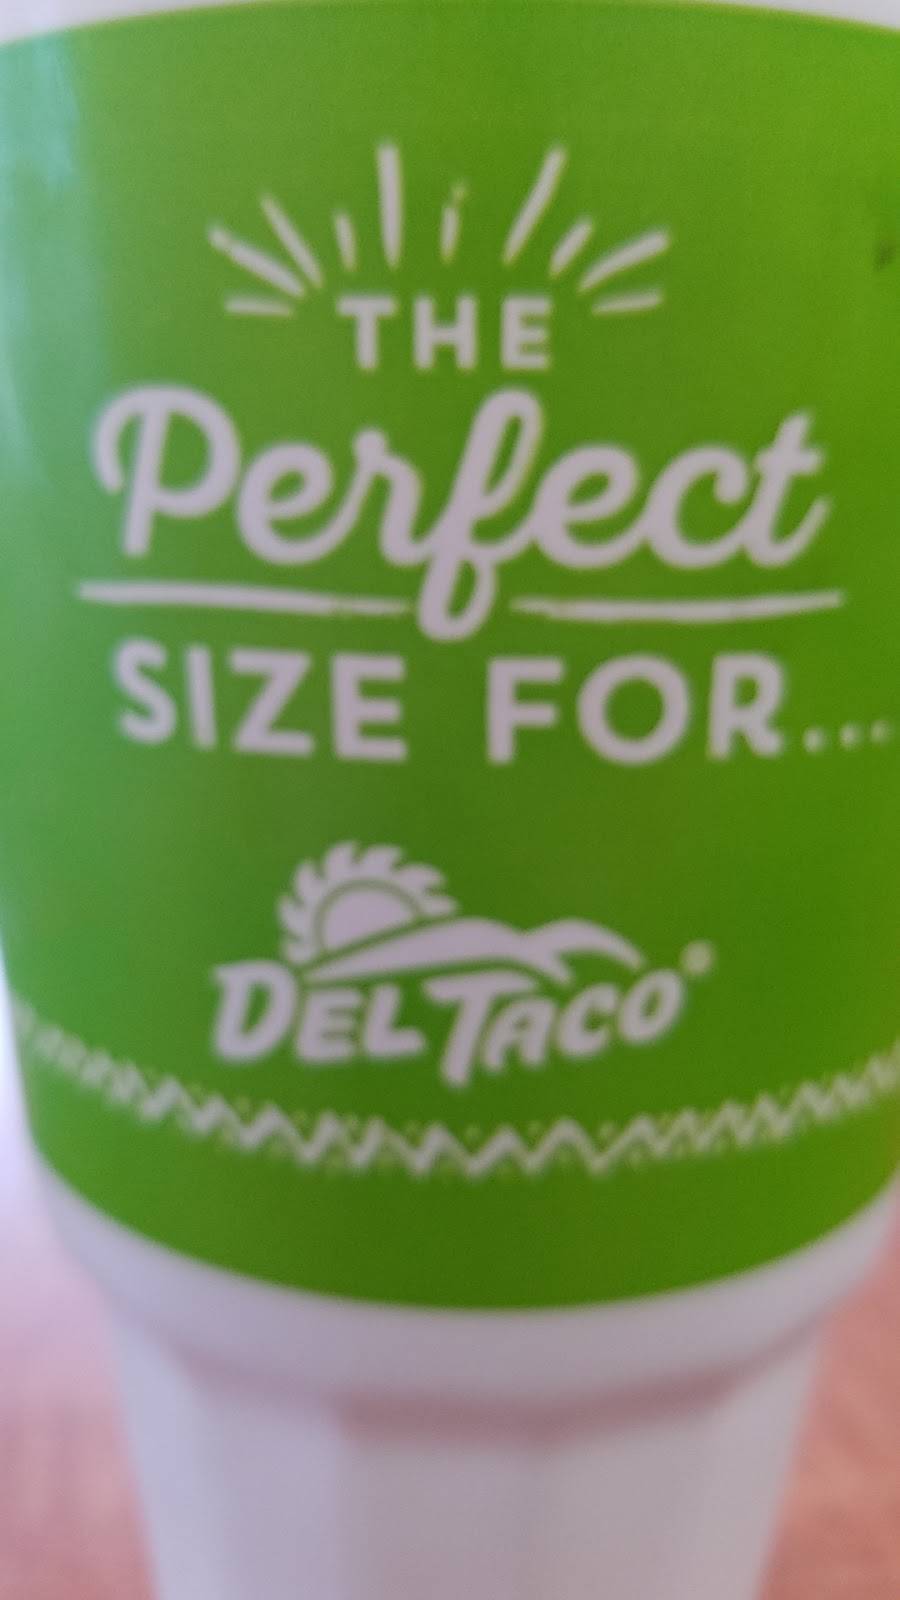 THE
Perfect
SIZE FOR...
DEL TACO®